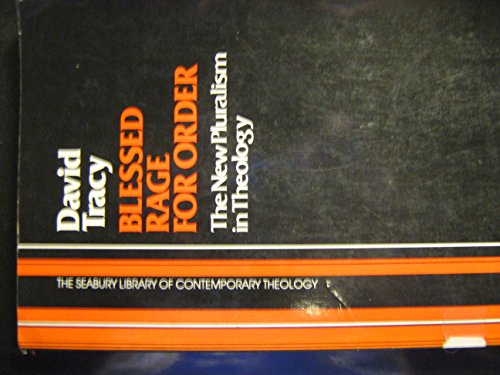 David
Tracy
BLESSED
RAGE
FOR ORDER
The New Pluralism
in Theology
THE SEABURY LIBRARY OF CONTEMPORARY THEOLOGY